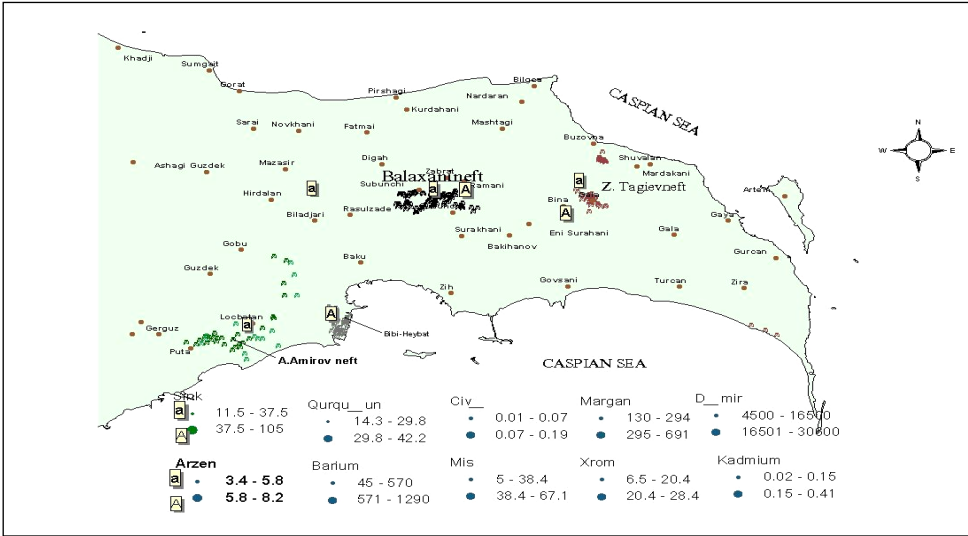 Khadji
Sumgait
Gorat
Pirshagi
Bilgea
Nardaran
Kurdahani
CASPIAN SEA
Sarai
Novkhani
Fatmai
Mashtagi
Buzovna
N
W E
S
Ashagi Guzdek
Mazasir
Digah
Zabrat
Shuvalan
Mardakani
Balaxanineft
a
Subunchi
a
A
Ramani
a
Z. Tagievneft
Artem
Hirdalan
Biladjari
Rasulzade
Bina
A
Surakhani
Bakihanov
Eni Surahani
Gala
Gaya
Gobu
Baku
Gurcan
Guzdek
Zih
Govsani
Turcan
Zira
Gerguz
Locbatan
a
A
Bibi-Heybat
Puta
A.Amirov neft
CASPIAN SEA
Sink
a 11.5 - 37.5
A 37.5 - 105
Qurqu__un
14.3 - 29.8
29.8 - 42.2
Civ__
0.01 - 0.07
0.07 - 0.19
Margan
130 - 294
295 - 691
D__mir
4500 - 16500
16501 - 30600
Arzen
a 3.4 - 5.8
A 5.8 - 8.2
Barium
45 - 570
571 - 1290
Mis
5 - 38.4
38.4 - 67.1
Xrom
6.5 - 20.4
20.4 - 28.4
Kadmium
0.02 - 0.15
0.15 - 0.41